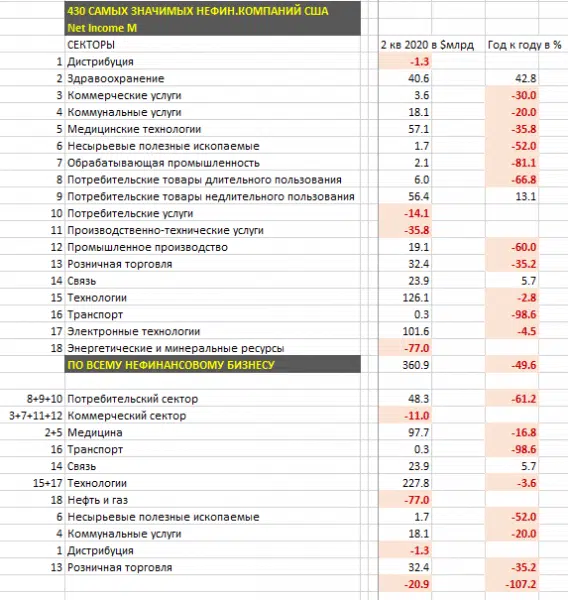 430 САМЫХ ЗНАЧИМЫХ НЕФИН.КОМПАНИЙ США
Net Income M
СЕКТОРЫ 2 кв 2020 в $млрд Год к году в %
1 Дистрибуция -1.3
2 Здравоохранение 40.6 42.8
3 Коммерческие услуги 3.6 -30.0
4 Коммунальные услуги 18.1 -20.0
5 Медицинские технологии 57.1 -35.8
6 Несырьевые полезные ископаемые 1.7 -52.0
7 Обрабатывающая промышленность 2.1 -81.1
8 Потребительские товары длительного пользования 6.0 -66.8
9 Потребительские товары недлительного пользования 56.4 13.1
10 Потребительские услуги -14.1
11 Производственно-технические услуги -35.8
12 Промышленное производство 19.1 -60.0
13 Розничная торговля 32.4 -35.2
14 Связь 23.9 5.7
15 Технологии 126.1 -2.8
16 Транспорт 0.3 -98.6
17 Электронные технологии 101.6 -4.5
18 Энергетические и минеральные ресурсы -77.0
ПО ВСЕМУ НЕФИНАНСОВОМУ БИЗНЕСУ 360.9 -49.6
8+9+10 Потребительский сектор 48.3 -61.2
3+7+11+12 Коммерческий сектор -11.0
2+5 Медицина 97.7 -16.8
16 Транспорт 0.3 -98.6
14 Связь 23.9 5.7
15+17 Технологии 227.8 -3.6
18 Нефть и газ -77.0
6 Несырьевые полезные ископаемые 1.7 -52.0
4 Коммунальные услуги 18.1 -20.0
1 Дистрибуция -1.3
13 Розничная торговля 32.4 -35.2
-20.9 -107.2